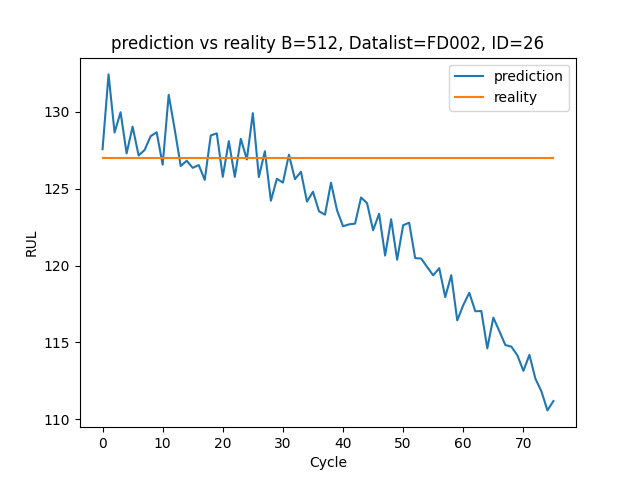 prediction vs reality B=512, Datalist=FD002, ID=26
prediction
reality
RUL
130
125
120
115
110
0 10 20 30 40 50 60 70
Cycle